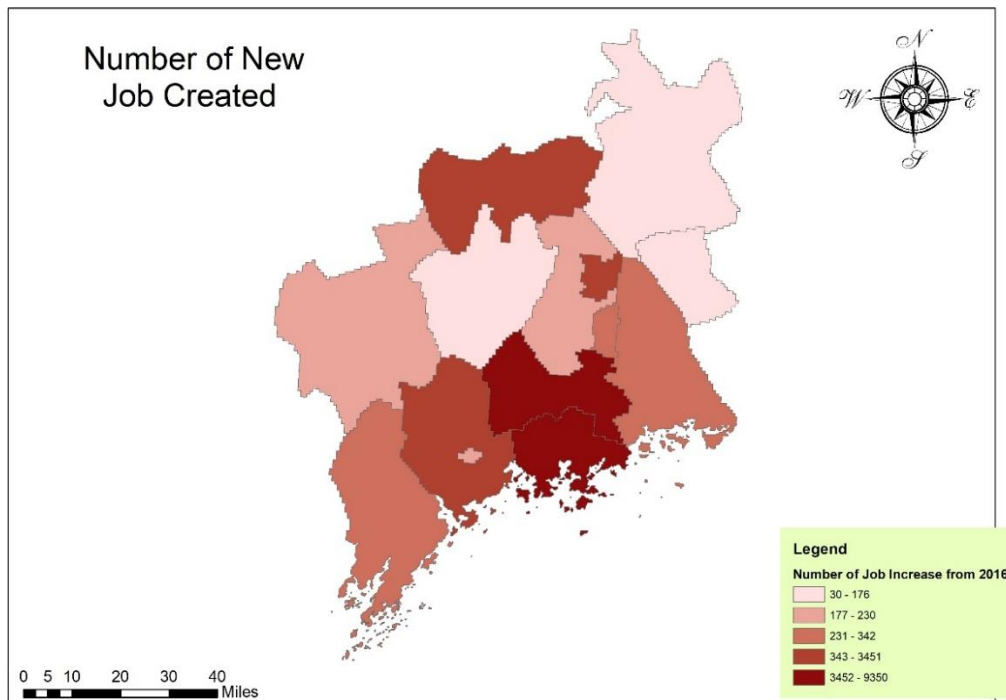 Number of New
Job Created
N
W
E
S
Legend
Number of Job Increase from 2016
30 - 176
177 - 230
231 - 342
343 - 3451
3452 - 9350
0 5 10 20 30 40
Miles